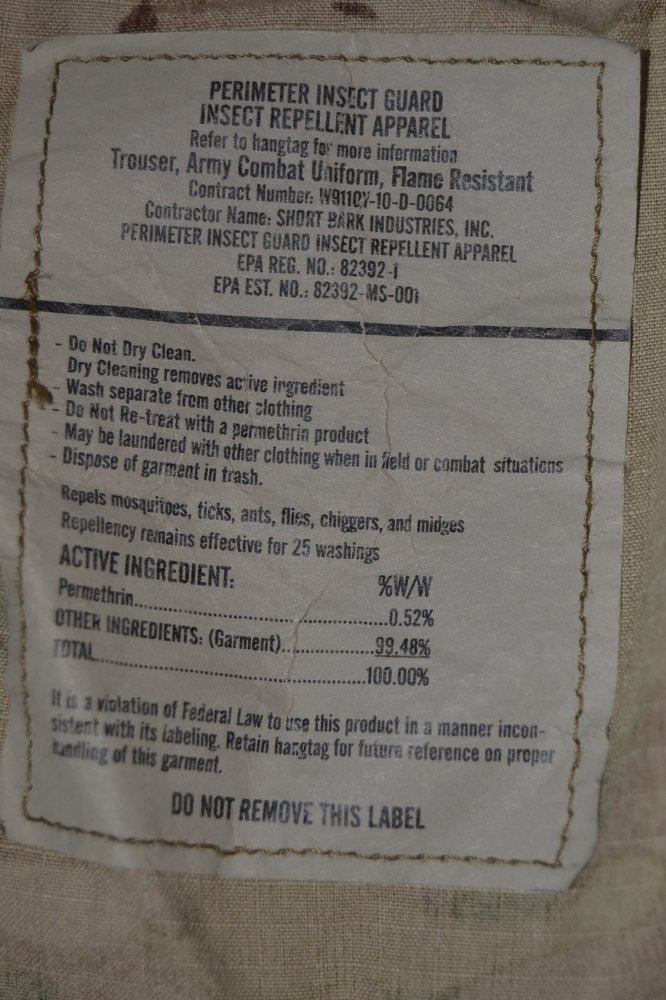 PERIMETER INSECT GUARD
INSECT REPELLENT APPAREL
Refer to hangtag for more information
Trouser, Army Combat Uniform, Flame Resistant
Contract Number: W911QY-10-D-0064
Contractor Name: SHORT BARK INDUSTRIES, INC.
PERIMETER INSECT GUARD INSECT REPELLENT APPAREL
EPA REG. NO.: 82392-1
EPA EST. NO.: 82392-MS-001
- Do Not Dry Clean.
Dry Cleaning removes active ingredient
- Wash separate from other clothing
- Do Not Re-treat with a permethrin product
- May be laundered with other clothing when in field or combat situations
- Dispose of garment in trash.
Repels mosquitoes, ticks, ants, flies, chiggers, and midges
Repellency remains effective for 25 washings
ACTIVE INGREDIENT: %W/W
Permethrin...............................................0.52%
OTHER INGREDIENTS: (Garment)...................99.48%
TOTAL......................................................100.00%
It is a violation of Federal Law to use this product in a manner incon-
sistent with its labeling. Retain hangtag for future reference on proper
handling of this garment.
DO NOT REMOVE THIS LABEL